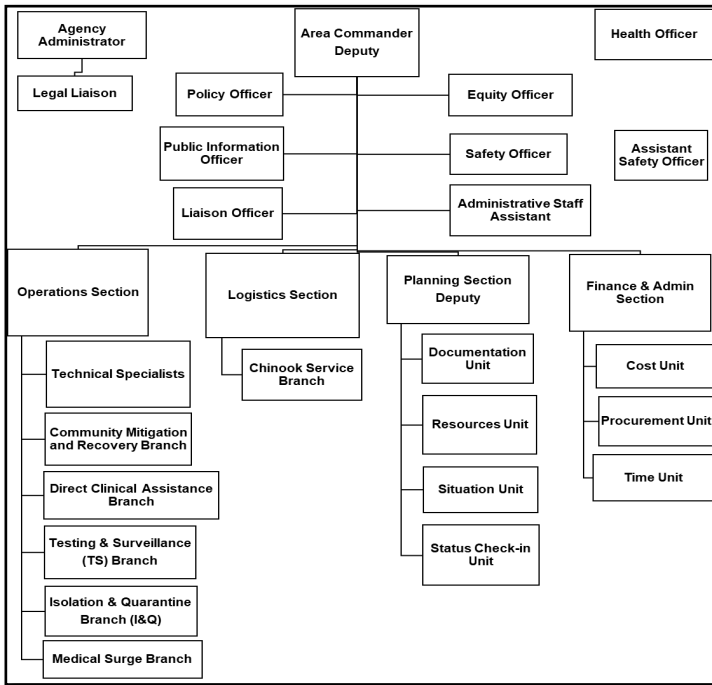 Agency
Administrator
Area Commander
Deputy
Health Officer
Legal Liaison
Policy Officer
Equity Officer
Public Information
Officer
Safety Officer
Assistant
Safety Officer
Liaison Officer
Administrative Staff
Assistant
Operations Section
Logistics Section
Planning Section
Deputy
Finance & Admin
Section
Technical Specialists
Community Mitigation
and Recovery Branch
Direct Clinical Assistance
Branch
Testing & Surveillance
(TS) Branch
Isolation & Quarantine
Branch (I&Q)
Medical Surge Branch
Chinook Service
Branch
Documentation
Unit
Resources Unit
Situation Unit
Status Check-in
Unit
Cost Unit
Procurement Unit
Time Unit